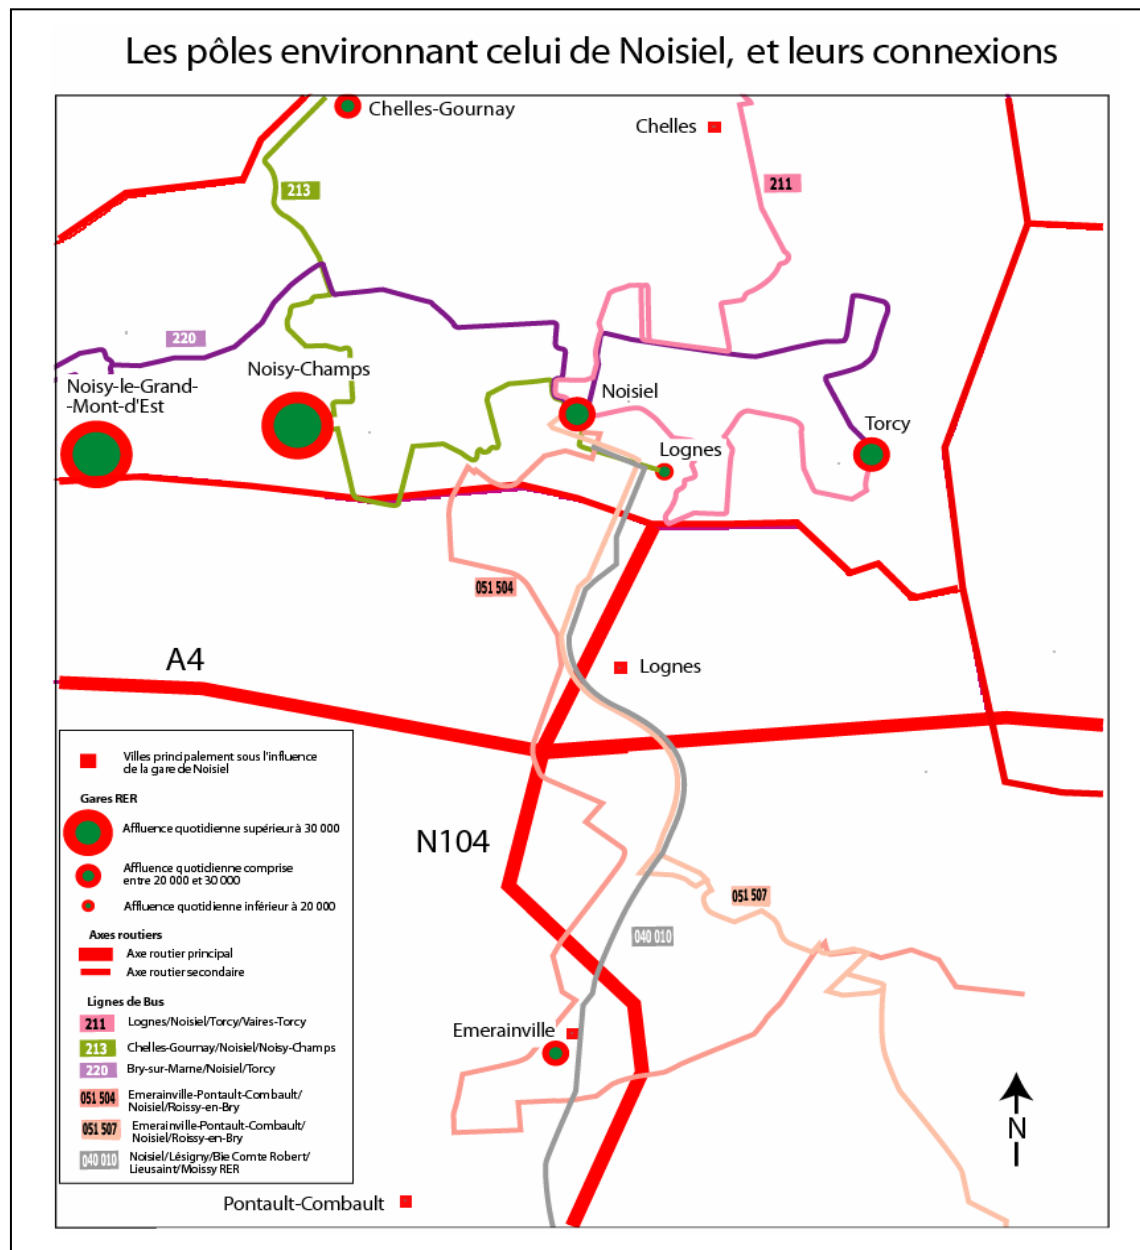 Les pôles environnant celui de Noisiel, et leurs connexions
Chelles-Gournay
Chelles
213
211
220
Noisy-Champs
Noisy-le-Grand-
-Mont-d'Est
Noisiel
Torcy
Lognes
051 504
A4
Lognes
N104
051 507
040 010
Emerainville
Pontault-Combault
N
Villes principalement sous l'influence
de la gare de Noisiel
Gares RER
Affluence quotidienne supérieur à 30 000
Affluence quotidienne comprise
entre 20 000 et 30 000
Affluence quotidienne inférieur à 20 000
Axes routiers
Axe routier principal
Axe routier secondaire
Lignes de Bus
211 Lognes/Noisiel/Torcy/Vaires-Torcy
213 Chelles-Gournay/Noisiel/Noisy-Champs
220 Bry-sur-Marne/Noisiel/Torcy
051 504 Emerainville-Pontault-Combault/
Noisiel/Roissy-en-Bry
051 507 Emerainville-Pontault-Combault/
Noisiel/Roissy-en-Bry
040 010 Noisiel/Lésigny/Bie Comte Robert/
Lieusaint/Moissy RER